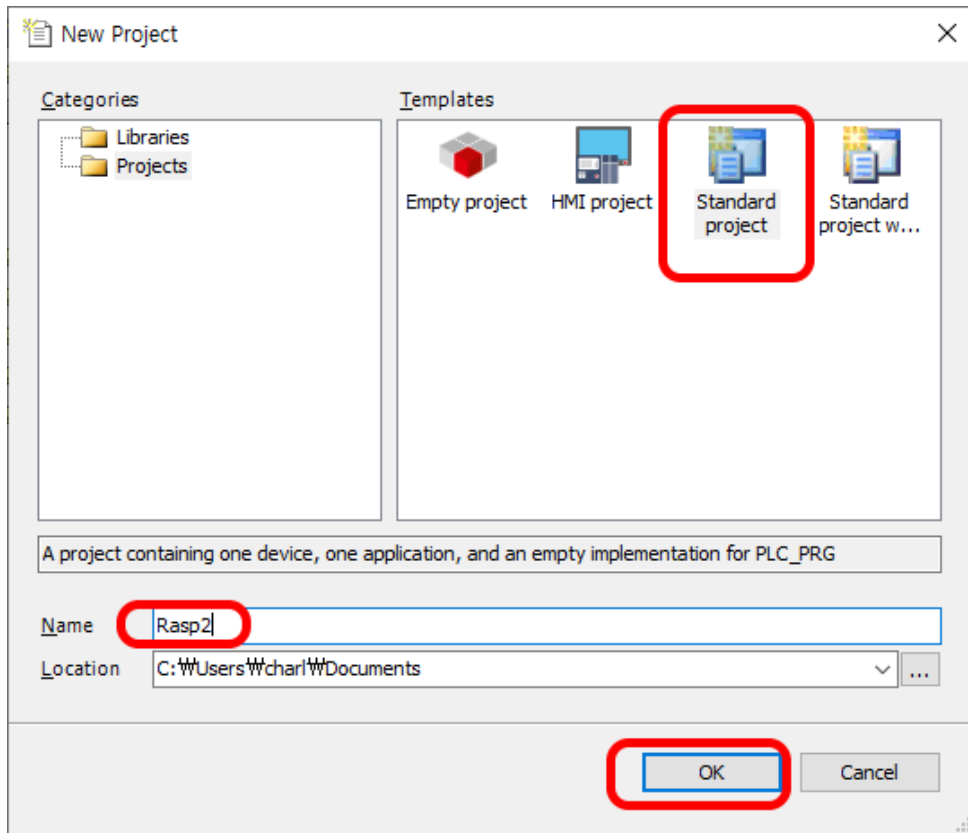 New Project
Categories
Libraries
Projects
Templates
Empty project
HMI project
Standard
project
Standard
project w...
A project containing one device, one application, and an empty implementation for PLC_PRG
Name
Rasp2
Location
C:₩Users₩charl₩Documents
...
OK
Cancel